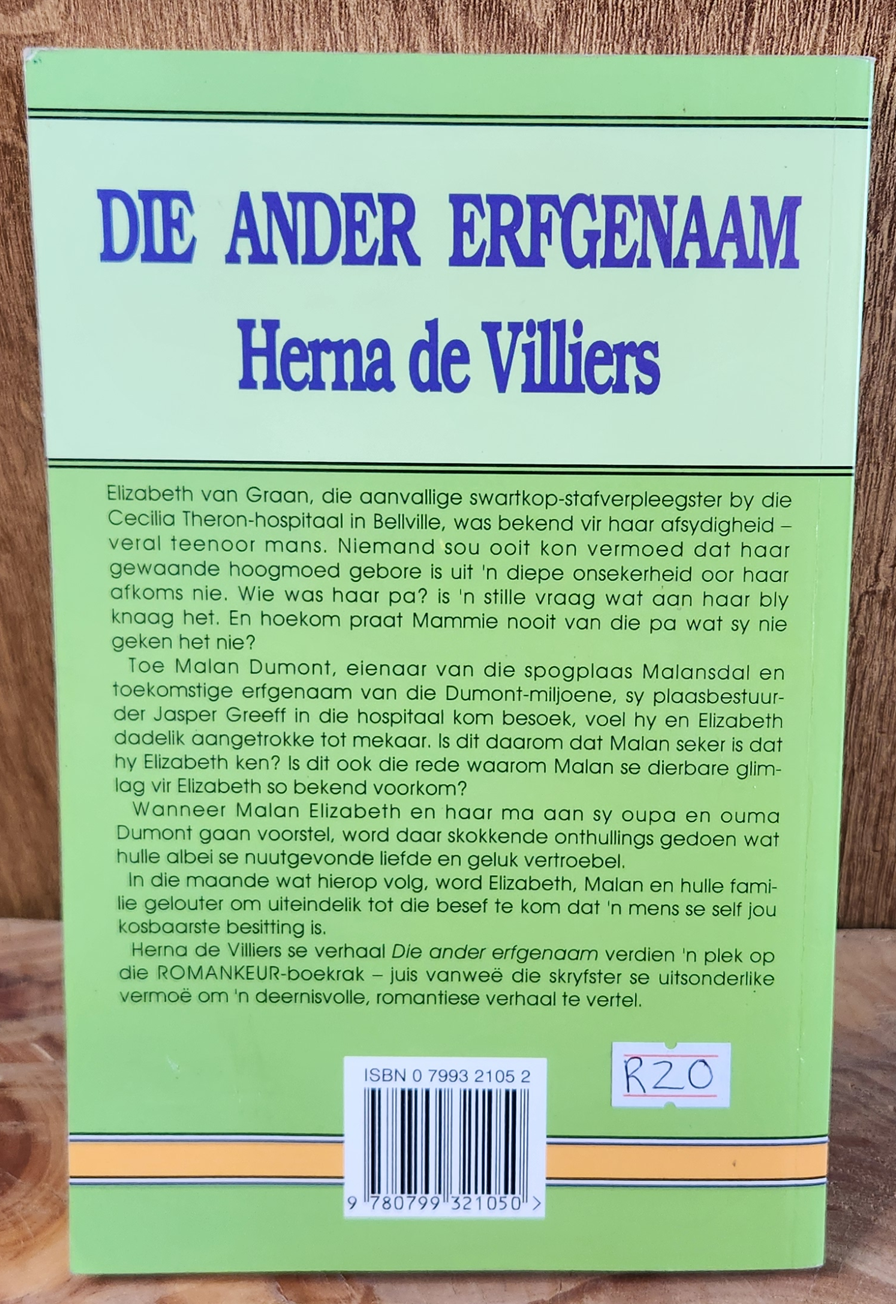 DIE ANDER ERFGENAAM
Herna de Villiers
Elizabeth van Graan, die aanvallige swartkop-stafverpleegster by die
Cecilia Theron-hospitaal in Bellville, was bekend vir haar afsydigheid –
veral teenoor mans. Niemand sou ooit kon vermoed dat haar
gewaande hoogmoed gebore is uit 'n diepe onsekerheid oor haar
afkoms nie. Wie was haar pa? is 'n stille vraag wat aan haar bly
knaag het. En hoekom praat Mammie nooit van die pa wat sy nie
geken het nie?
Toe Malan Dumont, eienaar van die spogplaas Malansdal en
toekomstige erfgenaam van die Dumont-miljoene, sy plaasbestuur-
der Jasper Greeff in die hospitaal kom besoek, voel hy en Elizabeth
dadelik aangetrokke tot mekaar. Is dit daarom dat Malan seker is dat
hy Elizabeth ken? Is dit ook die rede waarom Malan se dierbare glim-
lag vir Elizabeth so bekend voorkom?
Wanneer Malan Elizabeth en haar ma aan sy oupa en ouma
Dumont gaan voorstel, word daar skokkende onthullings gedoen wat
hulle albei se nuutgevonde liefde en geluk vertroebel.
In die maande wat hierop volg, word Elizabeth, Malan en hulle fami-
lie gelouter om uiteindelik tot die besef te kom dat 'n mens se self jou
kosbaarste besitting is.
Herna de Villiers se verhaal Die ander erfgenaam verdien 'n plek op
die ROMANKEUR-boekrak – juis vanweë die skryfster se uitsonderlike
vermoë om 'n deernisvolle, romantiese verhaal te vertel.
ISBN 0 7993 2105 2
R20
9 780799 321050 >